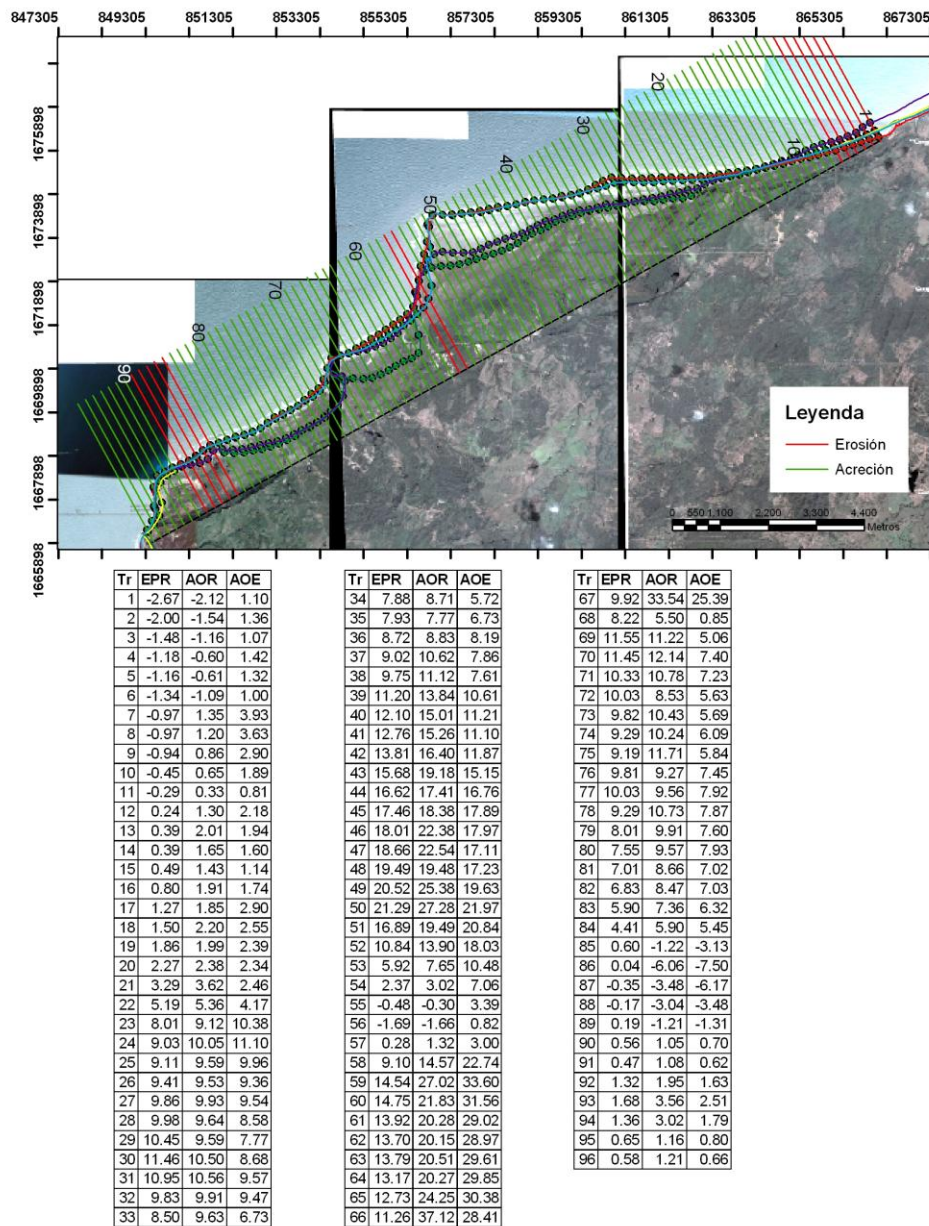 847305 849305 851305 853305 855305 857305 859305 861305 863305 865305 867305
1675898
1673898
1671898
1669898
1667898
1665898
1
10
20
30
40
50
60
70
80
90
Leyenda
Erosión
Acreción
0 550 1.100 2.200 3.300 4.400
Metros
Tr EPR AOR AOE
1 -2.67 -2.12 1.10
2 -2.00 -1.54 1.36
3 -1.48 -1.16 1.07
4 -1.18 -0.60 1.42
5 -1.16 -0.61 1.32
6 -1.34 -1.09 1.00
7 -0.97 1.35 3.93
8 -0.97 1.20 3.63
9 -0.94 0.86 2.90
10 -0.45 0.65 1.89
11 -0.29 0.33 0.81
12 0.24 1.30 2.18
13 0.39 2.01 1.94
14 0.39 1.65 1.60
15 0.49 1.43 1.14
16 0.80 1.91 1.74
17 1.27 1.85 2.90
18 1.50 2.20 2.55
19 1.86 1.99 2.39
20 2.27 2.38 2.34
21 3.29 3.62 2.46
22 5.19 5.36 4.17
23 8.01 9.12 10.38
24 9.03 10.05 11.10
25 9.11 9.59 9.96
26 9.41 9.53 9.36
27 9.86 9.93 9.54
28 9.98 9.64 8.58
29 10.45 9.59 7.77
30 11.46 10.50 8.68
31 10.95 10.56 9.57
32 9.83 9.91 9.47
33 8.50 9.63 6.73
Tr EPR AOR AOE
34 7.88 8.71 5.72
35 7.93 7.77 6.73
36 8.72 8.83 8.19
37 9.02 10.62 7.86
38 9.75 11.12 7.61
39 11.20 13.84 10.61
40 12.10 15.01 11.21
41 12.76 15.26 11.10
42 13.81 16.40 11.87
43 15.68 19.18 15.15
44 16.62 17.41 16.76
45 17.46 18.38 17.89
46 18.01 22.38 17.97
47 18.66 22.54 17.11
48 19.49 19.48 17.23
49 20.52 25.38 19.63
50 21.29 27.28 21.97
51 16.89 19.49 20.84
52 10.84 13.90 18.03
53 5.92 7.65 10.48
54 2.37 3.02 7.06
55 -0.48 -0.30 3.39
56 -1.69 -1.66 0.82
57 0.28 1.32 3.00
58 9.10 14.57 22.74
59 14.54 27.02 33.60
60 14.75 21.83 31.56
61 13.92 20.28 29.02
62 13.70 20.15 28.97
63 13.79 20.51 29.61
64 13.17 20.27 29.85
65 12.73 24.25 30.38
66 11.26 37.12 28.41
Tr EPR AOR AOE
67 9.92 33.54 25.39
68 8.22 5.50 0.85
69 11.55 11.22 5.06
70 11.45 12.14 7.40
71 10.33 10.78 7.23
72 10.03 8.53 5.63
73 9.82 10.43 5.69
74 9.29 10.24 6.09
75 9.19 11.71 5.84
76 9.81 9.27 7.45
77 10.03 9.56 7.92
78 9.29 10.73 7.87
79 8.01 9.91 7.60
80 7.55 9.57 7.93
81 7.01 8.66 7.02
82 6.83 8.47 7.03
83 5.90 7.36 6.32
84 4.41 5.90 5.45
85 0.60 -1.22 -3.13
86 0.04 -6.06 -7.50
87 -0.35 -3.48 -6.17
88 -0.17 -3.04 -3.48
89 0.19 -1.21 -1.31
90 0.56 1.05 0.70
91 0.47 1.08 0.62
92 1.32 1.95 1.63
93 1.68 3.56 2.51
94 1.36 3.02 1.79
95 0.65 1.16 0.80
96 0.58 1.21 0.66